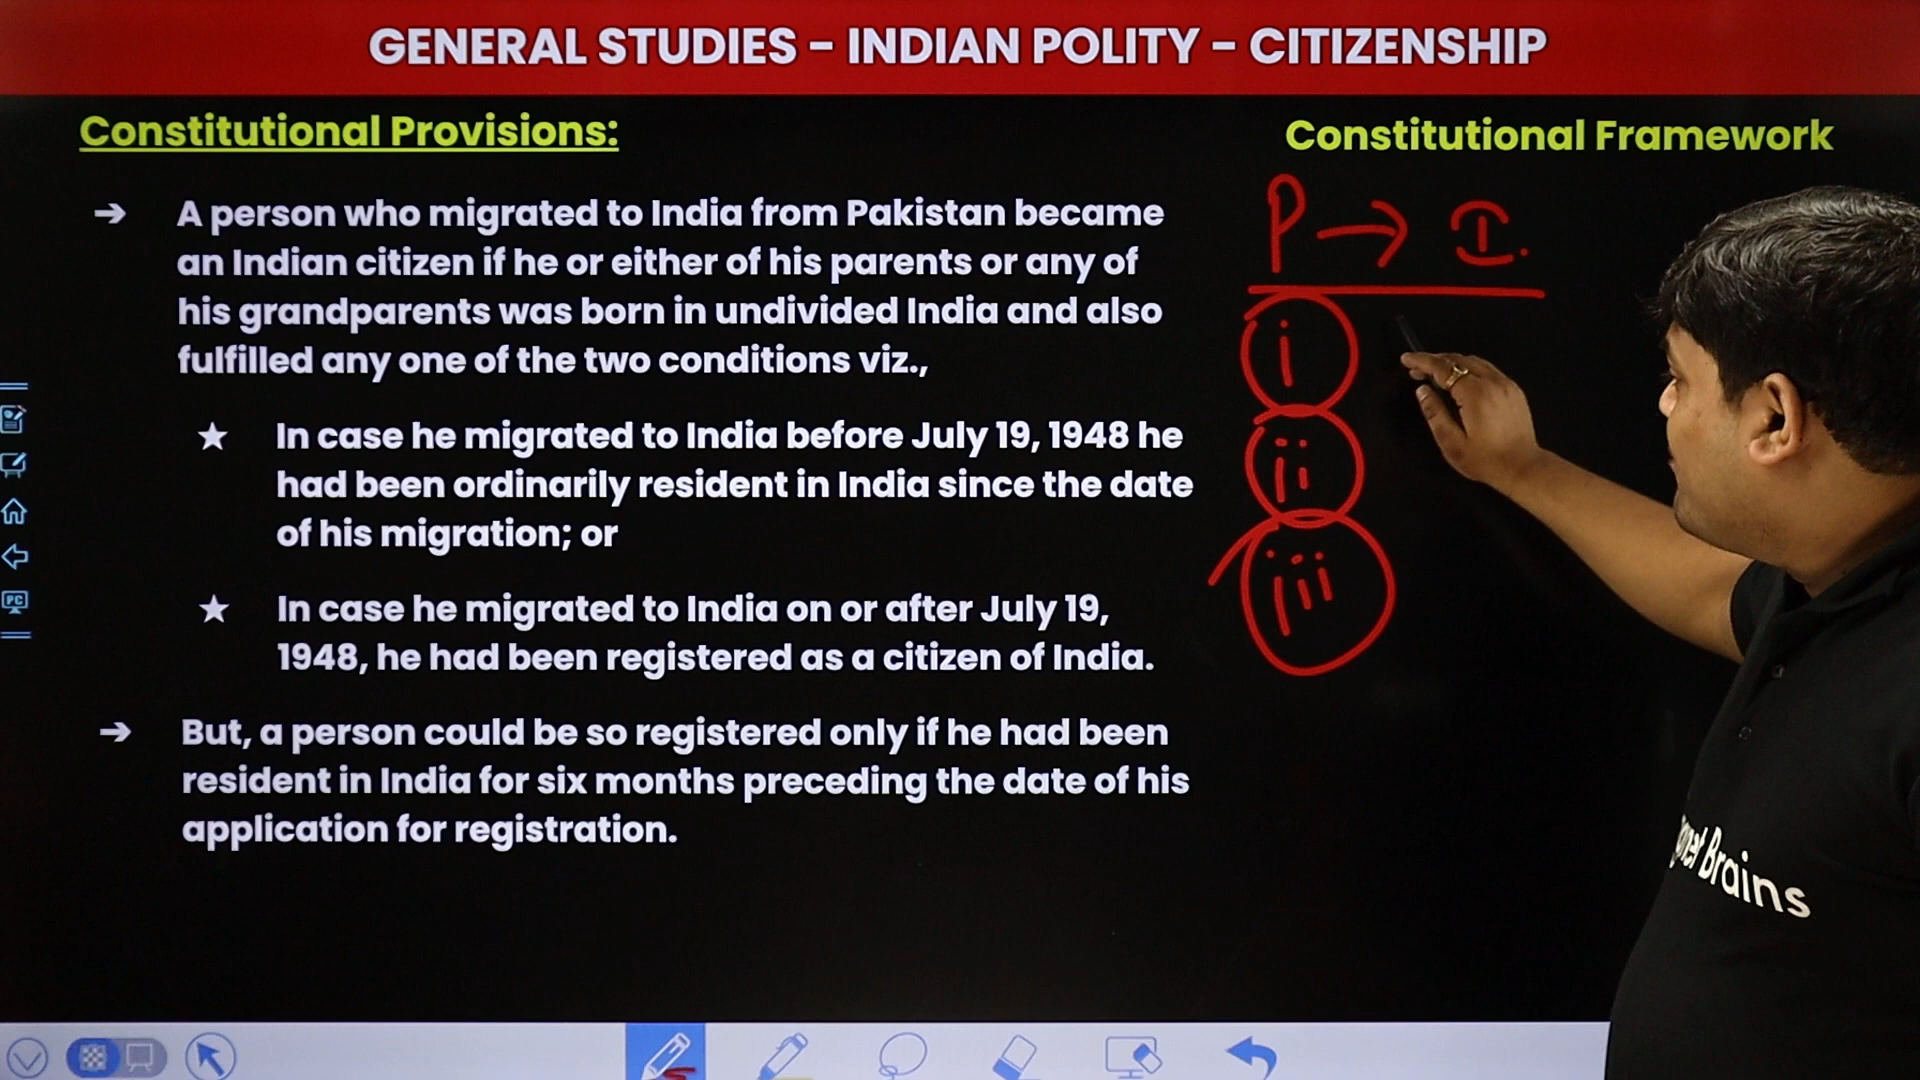 GENERAL STUDIES - INDIAN POLITY - CITIZENSHIP
Constitutional Provisions:
Constitutional Framework
➔ A person who migrated to India from Pakistan became
an Indian citizen if he or either of his parents or any of
his grandparents was born in undivided India and also
fulfilled any one of the two conditions viz.,
★ In case he migrated to India before July 19, 1948 he
had been ordinarily resident in India since the date
of his migration; or
★ In case he migrated to India on or after July 19,
1948, he had been registered as a citizen of India.
➔ But, a person could be so registered only if he had been
resident in India for six months preceding the date of his
application for registration.
P → I.
i
ii
iii
PC
Brains